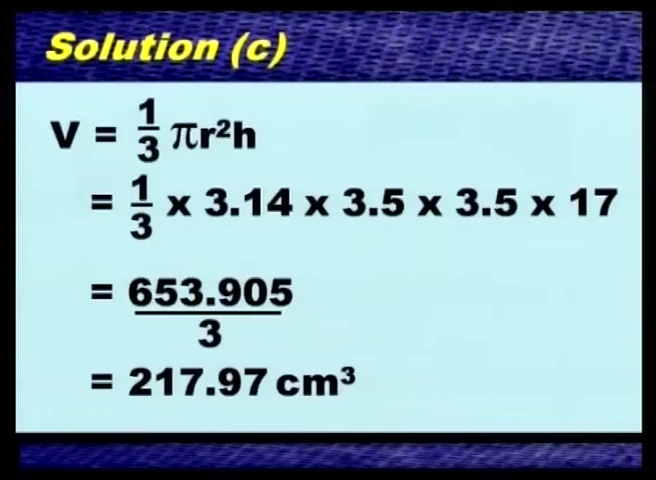 Solution (c)
V = 1/3 πr²h
= 1/3 x 3.14 x 3.5 x 3.5 x 17
= 653.905/3
= 217.97 cm³